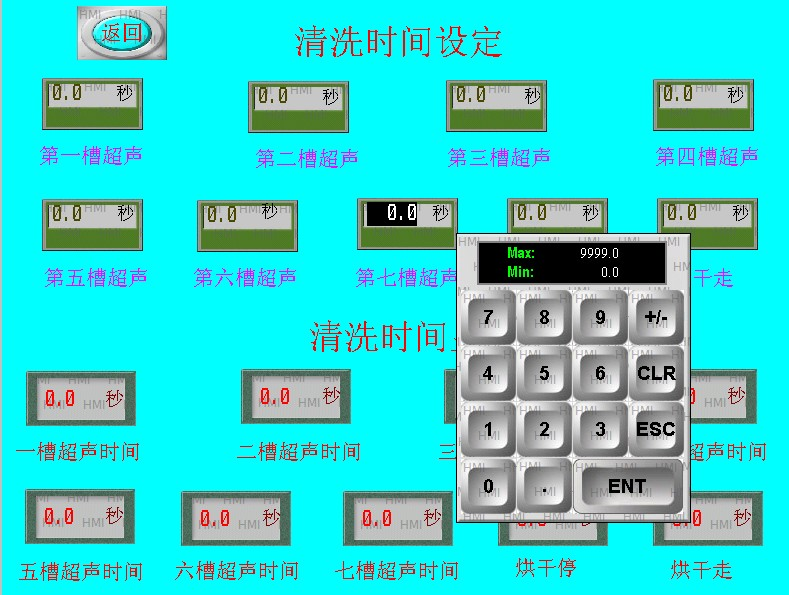 返回
清洗时间设定
0.0 秒 0.0 秒 0.0 秒 0.0 秒
第一槽超声 第二槽超声 第三槽超声 第四槽超声
0.0 秒 0.0 秒 0.0 秒 0.0 秒 0.0 秒
第五槽超声 第六槽超声 第七槽超声 干走
Max: 9999.0
Min: 0.0
7 8 9 +/-
4 5 6 CLR
1 2 3 ESC
0 . ENT
清洗时间
0.0 秒 0.0 秒 秒
一槽超声时间 二槽超声时间 三 超声时间
0.0 秒 0.0 秒 0.0 秒 0.0 秒
五槽超声时间 六槽超声时间 七槽超声时间 烘干停 烘干走